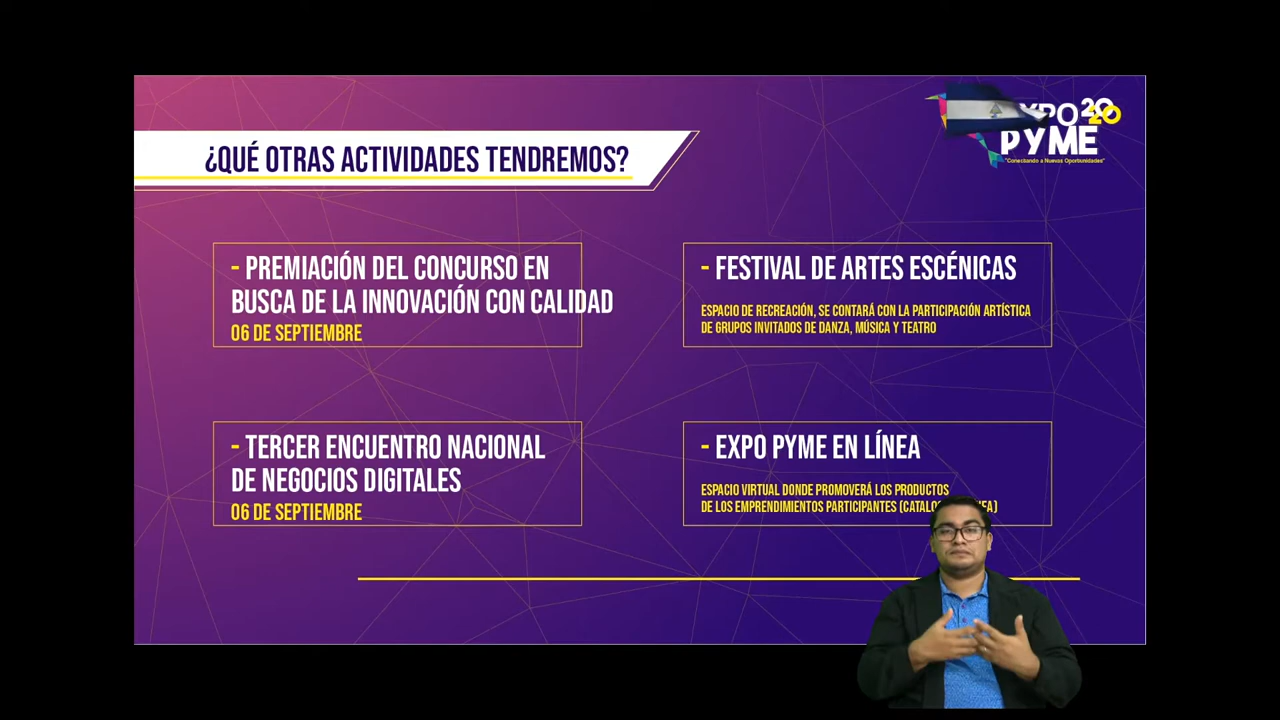 ¿QUÉ OTRAS ACTIVIDADES TENDREMOS?
2020
PYME
"Conectando a Nuevas Oportunidades"
- PREMIACIÓN DEL CONCURSO EN
BUSCA DE LA INNOVACIÓN CON CALIDAD
06 DE SEPTIEMBRE
- FESTIVAL DE ARTES ESCÉNICAS
ESPACIO DE RECREACIÓN, SE CONTARÁ CON LA PARTICIPACIÓN ARTÍSTICA
DE GRUPOS INVITADOS DE DANZA, MÚSICA Y TEATRO
- TERCER ENCUENTRO NACIONAL
DE NEGOCIOS DIGITALES
06 DE SEPTIEMBRE
- EXPO PYME EN LÍNEA
ESPACIO VIRTUAL DONDE PROMOVERÁ LOS PRODUCTOS
DE LOS EMPRENDIMIENTOS PARTICIPANTES